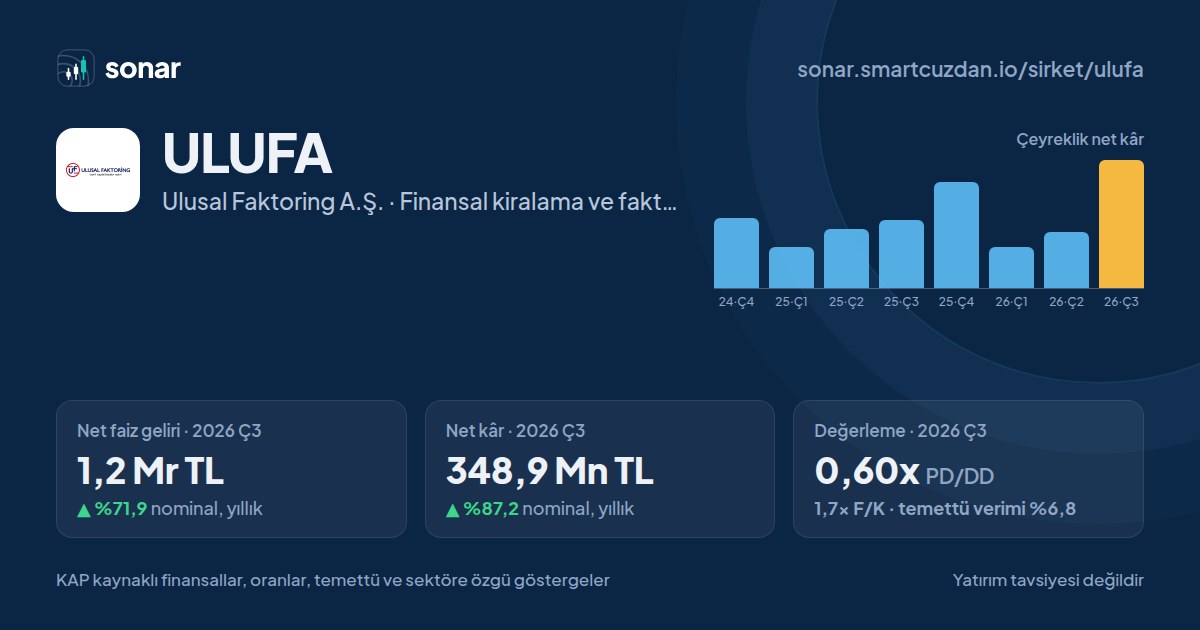 sonar
sonar.smartcuzdan.io/sirket/ulufa
ULUSAL FAKTORİNG
ULUFA
Ulusal Faktoring A.Ş. · Finansal kiralama ve fakt…
Çeyreklik net kâr
24·Ç4 25·Ç1 25·Ç2 25·Ç3 25·Ç4 26·Ç1 26·Ç2 26·Ç3
Net faiz geliri · 2026 Ç3
1,2 Mr TL
▲ %71,9 nominal, yıllık
Net kâr · 2026 Ç3
348,9 Mn TL
▲ %87,2 nominal, yıllık
Değerleme · 2026 Ç3
0,60x PD/DD
1,7× F/K · temettü verimi %6,8
KAP kaynaklı finansallar, oranlar, temettü ve sektöre özgü göstergeler
Yatırım tavsiyesi değildir